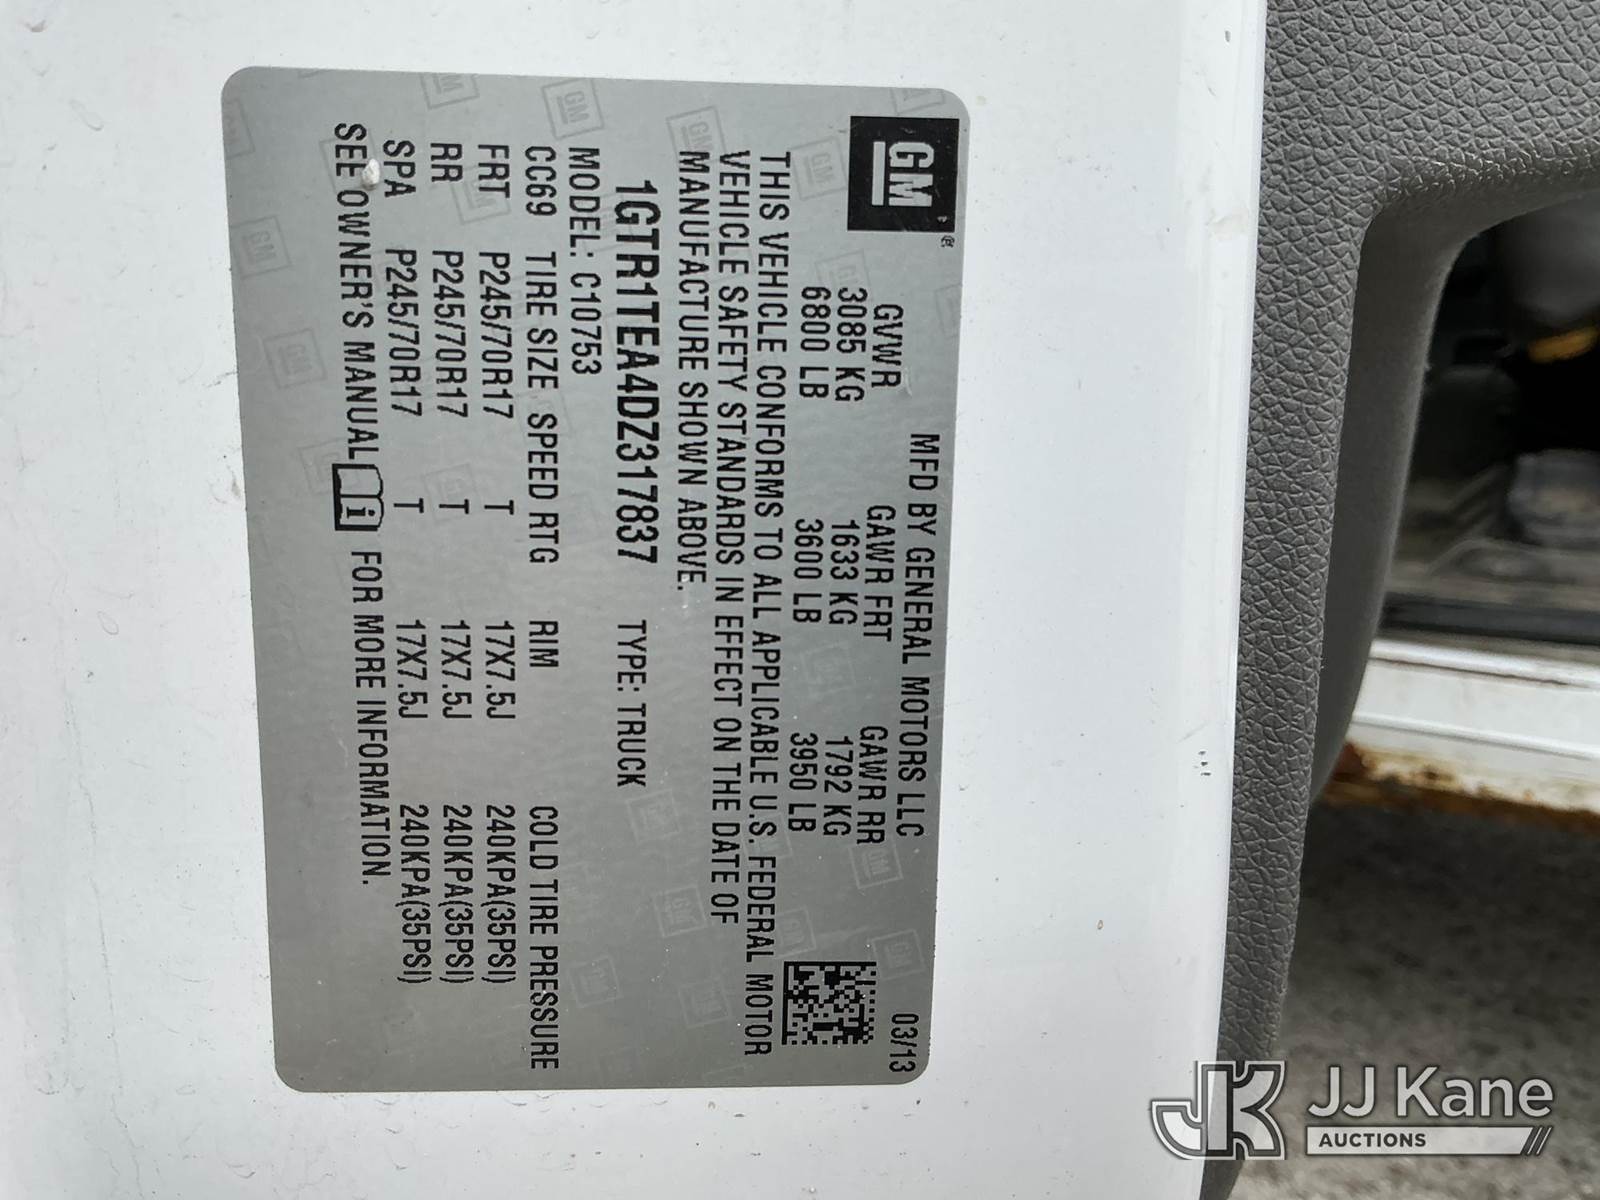 GM
MFD BY GENERAL MOTORS LLC 03/13
GVWR GAWR FRT GAWR RR
3085 KG 1633 KG 1792 KG
6800 LB 3600 LB 3950 LB
THIS VEHICLE CONFORMS TO ALL APPLICABLE U.S. FEDERAL MOTOR
VEHICLE SAFETY STANDARDS IN EFFECT ON THE DATE OF
MANUFACTURE SHOWN ABOVE.
1GTR1TEA4DZ317837 TYPE: TRUCK
MODEL: C10753
CC69 TIRE SIZE SPEED RTG RIM COLD TIRE PRESSURE
FRT P245/70R17 T 17X7.5J 240KPA(35PSI)
RR P245/70R17 T 17X7.5J 240KPA(35PSI)
SPA P245/70R17 T 17X7.5J 240KPA(35PSI)
SEE OWNER'S MANUAL i FOR MORE INFORMATION.
JK JJ Kane
AUCTIONS